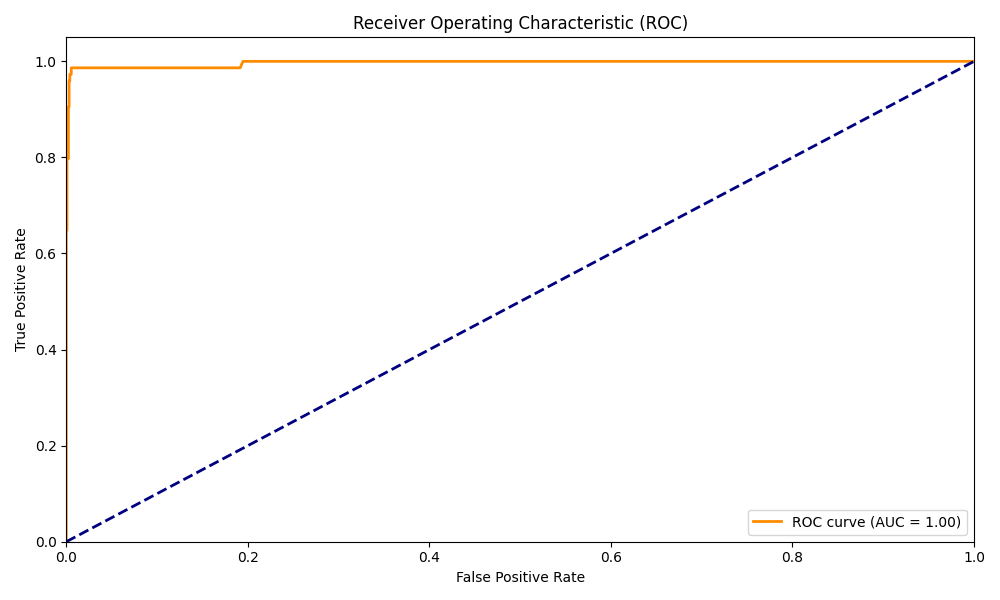 Receiver Operating Characteristic (ROC)
True Positive Rate
1.0
0.8
0.6
0.4
0.2
0.0
0.0 0.2 0.4 0.6 0.8 1.0
False Positive Rate
ROC curve (AUC = 1.00)